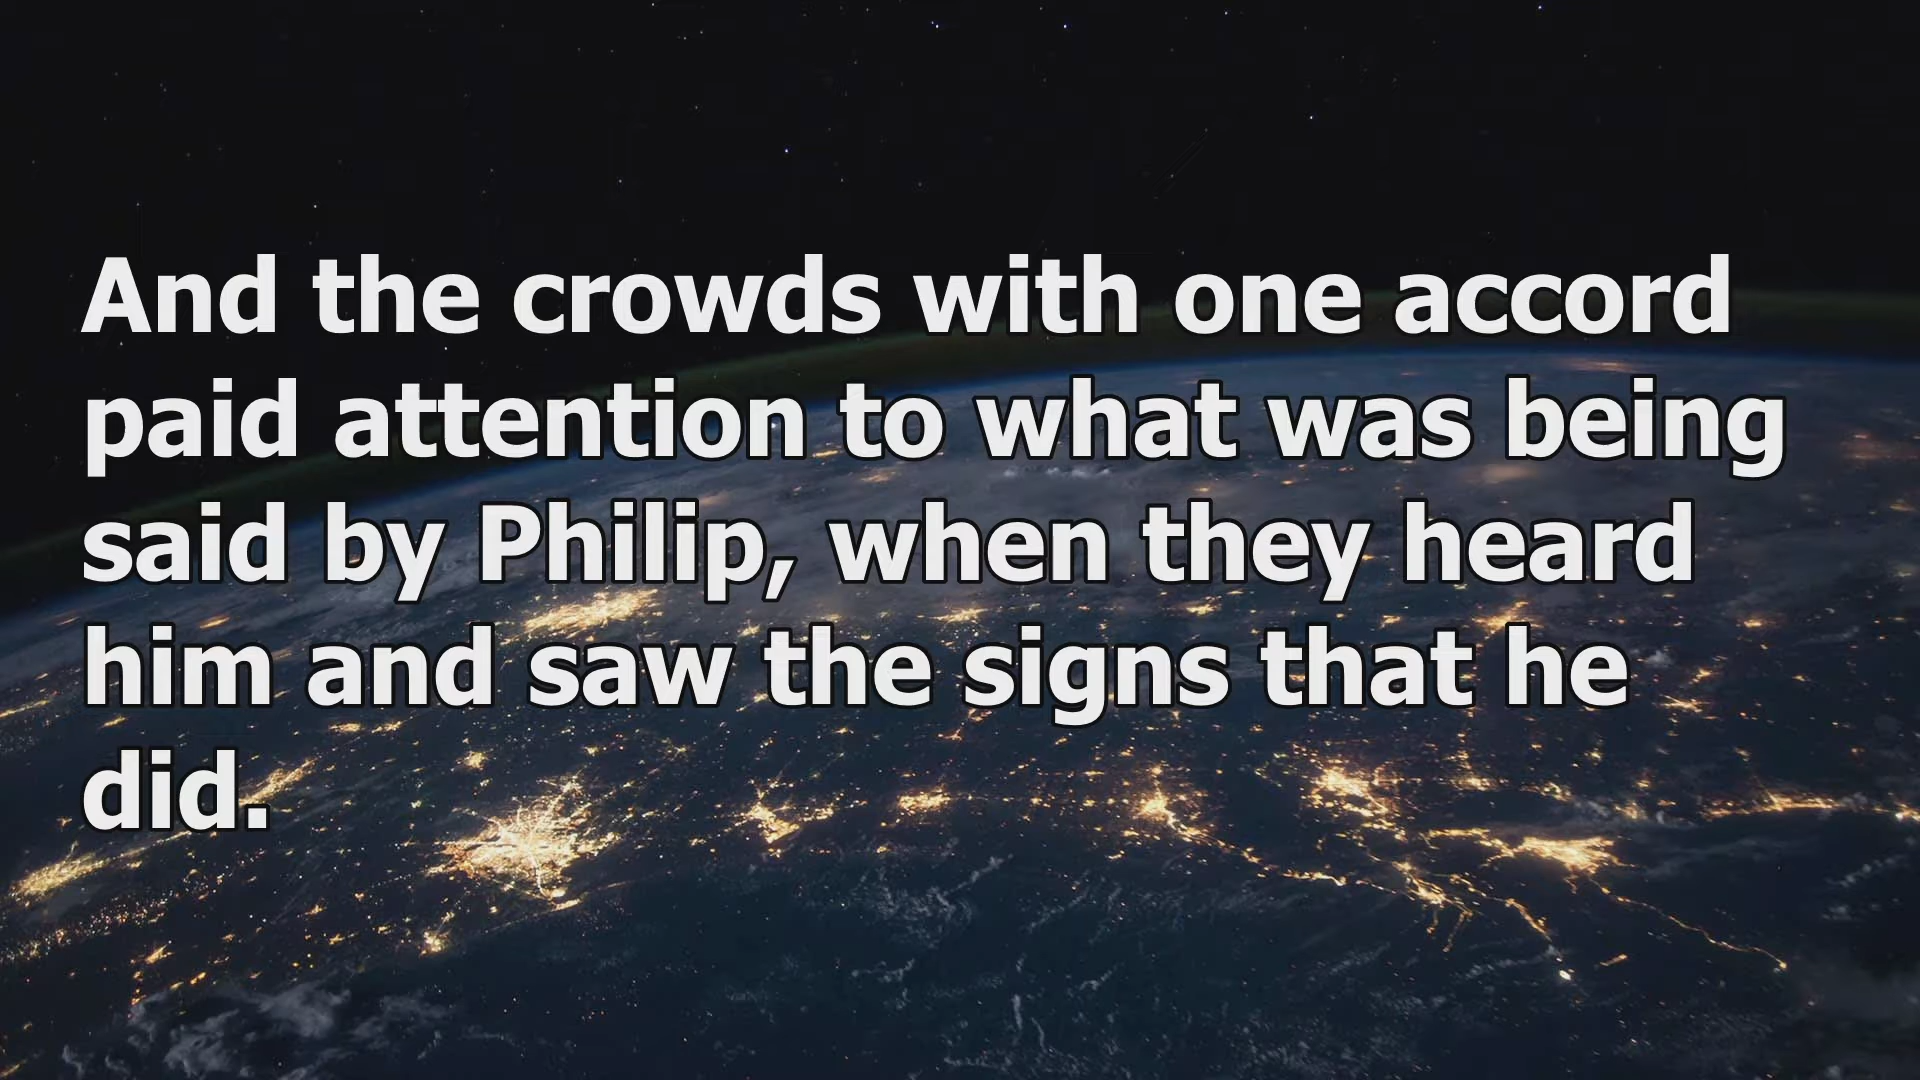 And the crowds with one accord
paid attention to what was being
said by Philip, when they heard
him and saw the signs that he
did.